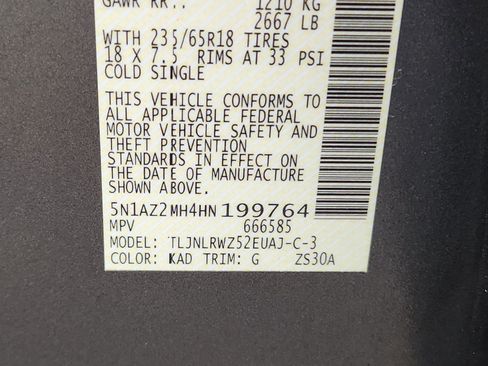 GAWR RR.: 1210 KG
2667 LB
WITH 235/65R18 TIRES
18 X 7.5 RIMS AT 33 PSI
COLD SINGLE
THIS VEHICLE CONFORMS TO
ALL APPLICABLE FEDERAL
MOTOR VEHICLE SAFETY AND
THEFT PREVENTION
STANDARDS IN EFFECT ON
THE DATE OF MANUFACTURE
SHOWN ABOVE.
5N1AZ2MH4HN199764
MPV 666585
MODEL: TLJNLRWZ52EUAJ-C-3
COLOR: KAD TRIM: G ZS30A